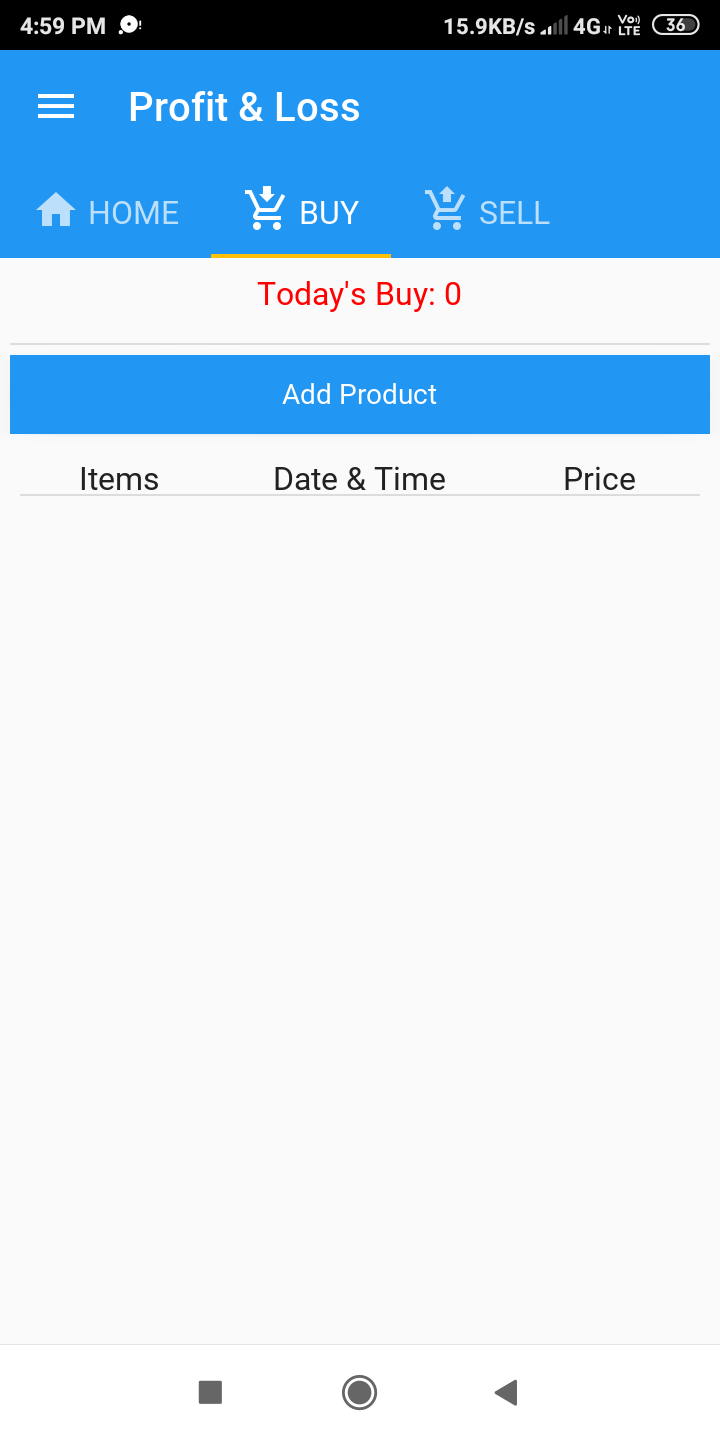 4:59 PM 15.9KB/s 4G Vo LTE 36
Profit & Loss
HOME BUY SELL
Today's Buy: 0
Add Product
Items Date & Time Price